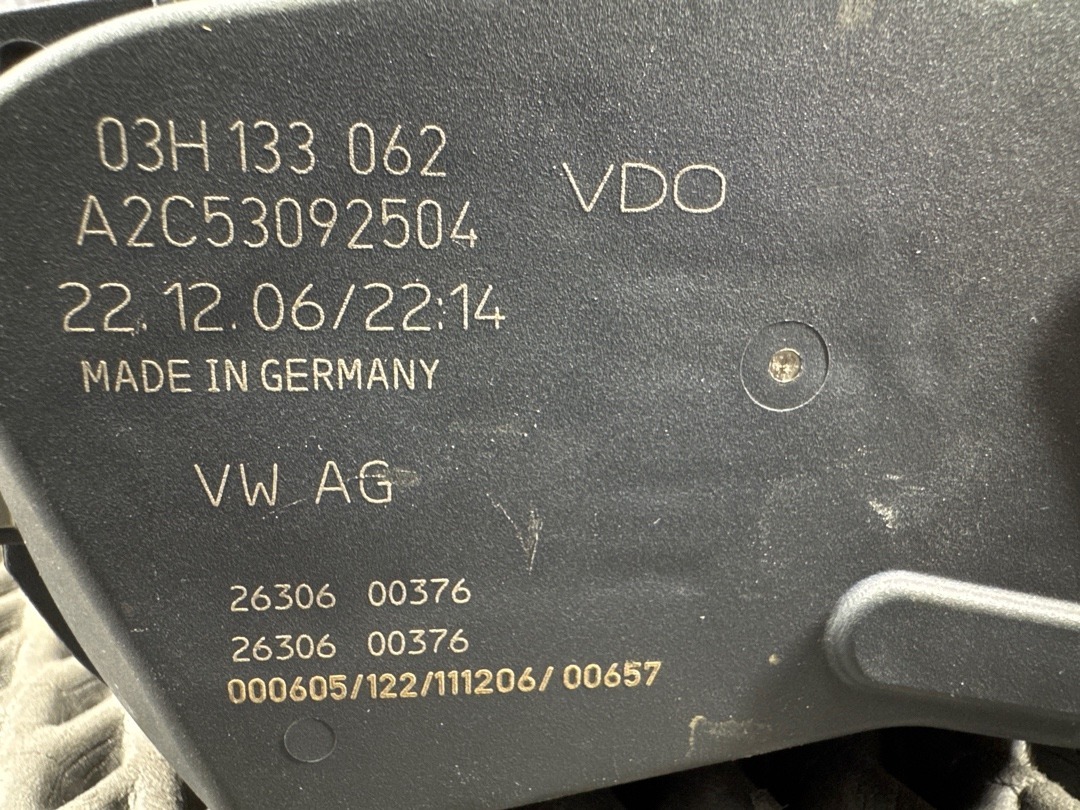 03H 133 062
VDO
A2C53092504
22.12.06/22:14
MADE IN GERMANY
VW AG
26306 00376
26306 00376
000605/122/111206/00657